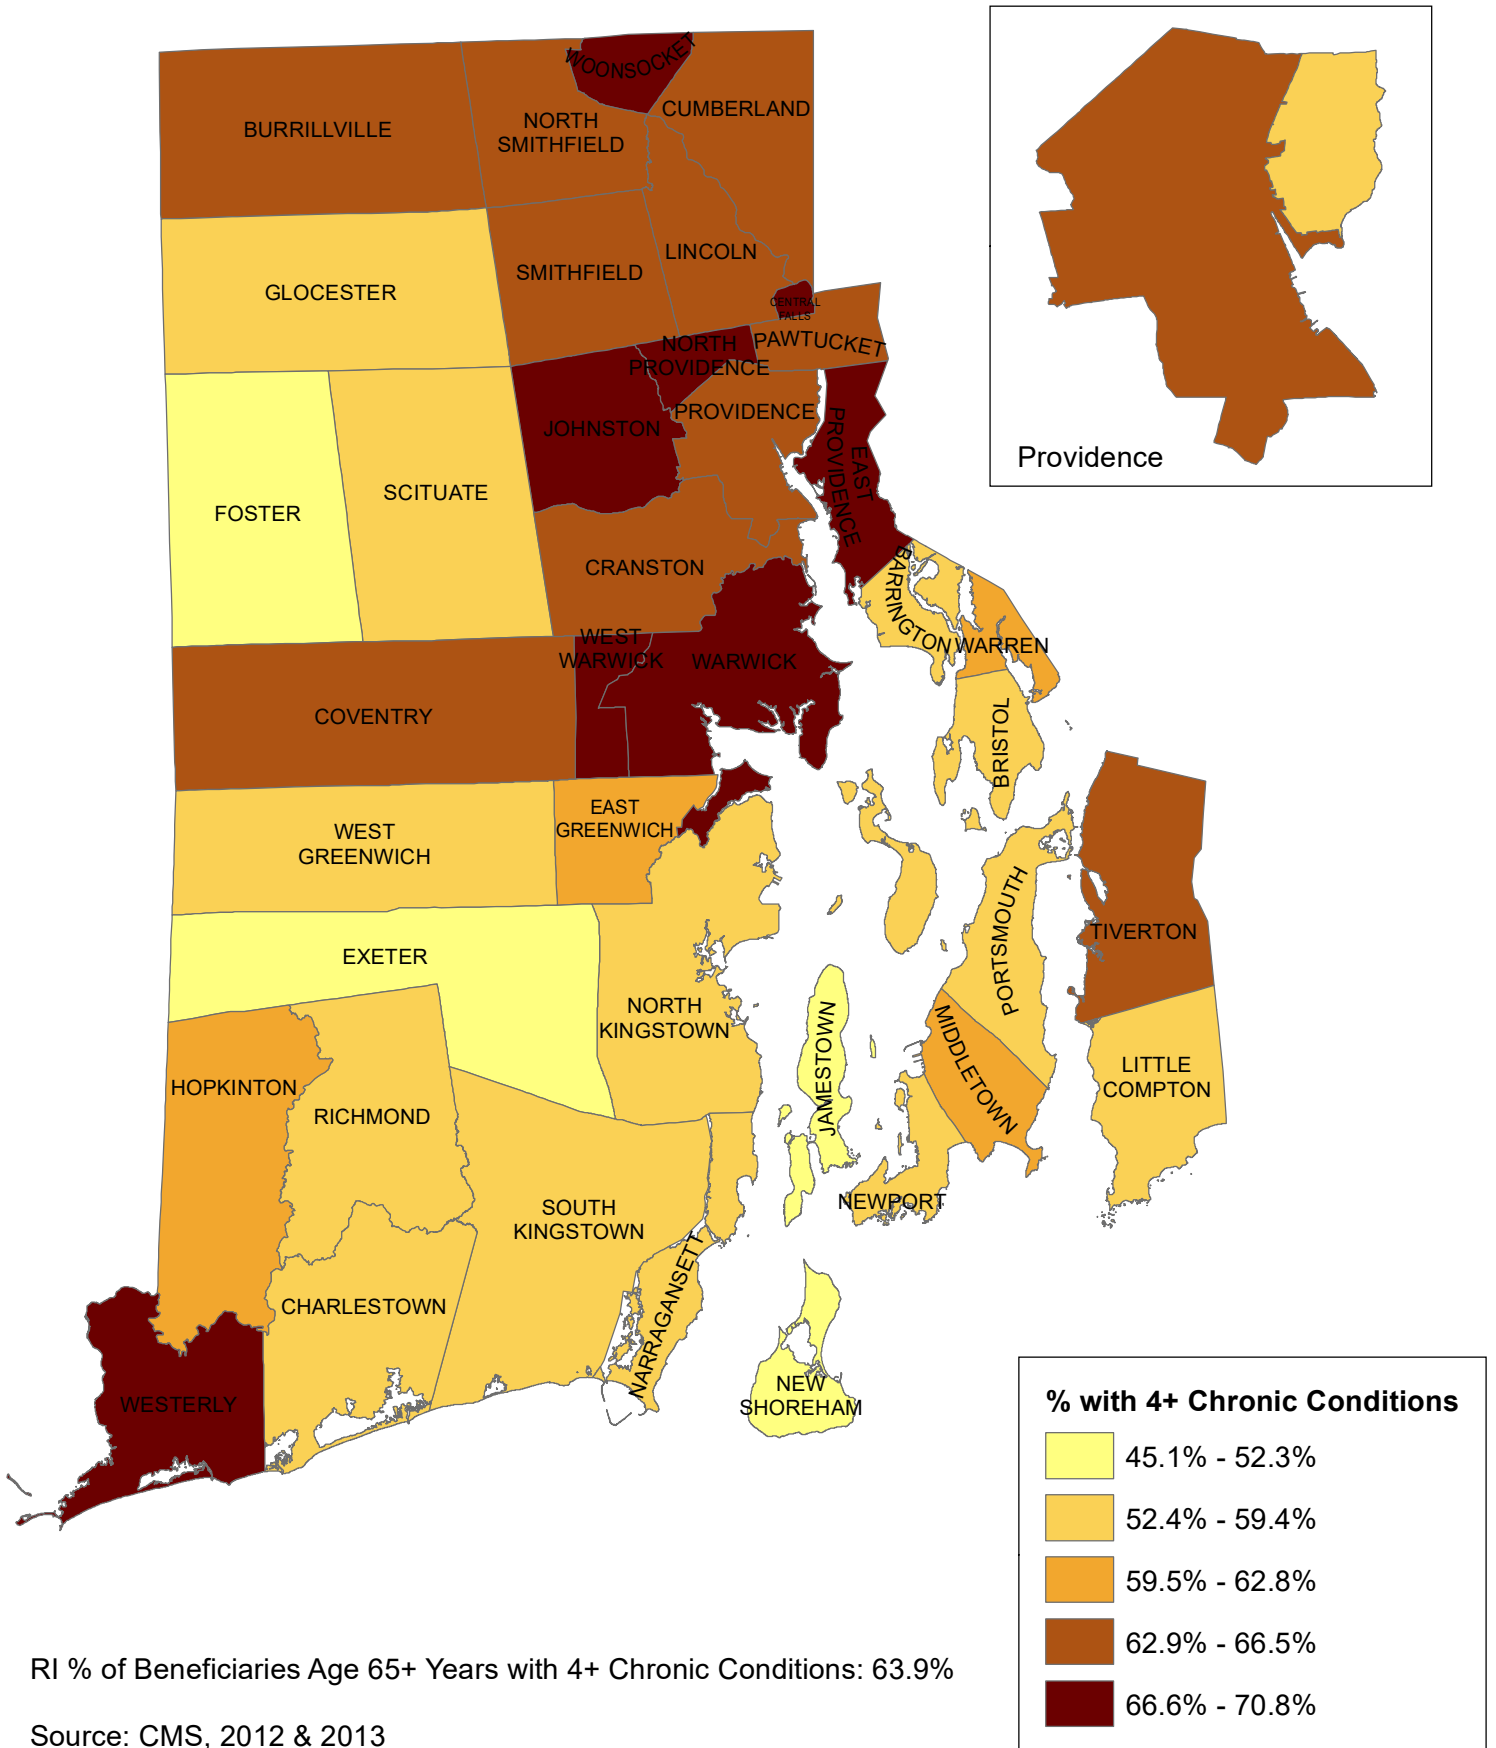 WOONSOCKET
CUMBERLAND
BURRILLVILLE
NORTH
SMITHFIELD
LINCOLN
SMITHFIELD
GLOCESTER
CENTRAL
FALLS
PAWTUCKET
NORTH
PROVIDENCE
PROVIDENCE
JOHNSTON
EAST
PROVIDENCE
SCITUATE
FOSTER
CRANSTON
BARRINGTON
WARREN
WEST
WARWICK
WARWICK
COVENTRY
BRISTOL
EAST
GREENWICH
WEST
GREENWICH
PORTSMOUTH
TIVERTON
EXETER
NORTH
KINGSTOWN
JAMESTOWN
MIDDLETOWN
LITTLE
COMPTON
HOPKINTON
RICHMOND
NEWPORT
SOUTH
KINGSTOWN
NARRAGANSETT
CHARLESTOWN
NEW
SHOREHAM
WESTERLY
Providence
% with 4+ Chronic Conditions
45.1% - 52.3%
52.4% - 59.4%
59.5% - 62.8%
62.9% - 66.5%
66.6% - 70.8%
RI % of Beneficiaries Age 65+ Years with 4+ Chronic Conditions: 63.9%
Source: CMS, 2012 & 2013